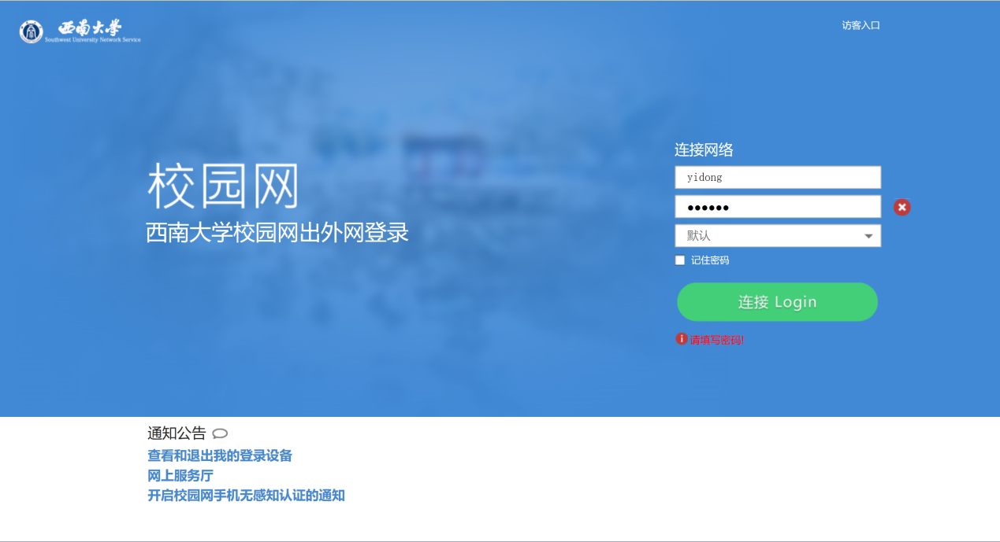 西南大学
Southwest University Network Service
访客入口
校园网
西南大学校园网出外网登录
连接网络
yidong
●●●●●●
默认
记住密码
连接 Login
请填写密码!
通知公告
查看和退出我的登录设备
网上服务厅
开启校园网手机无感知认证的通知